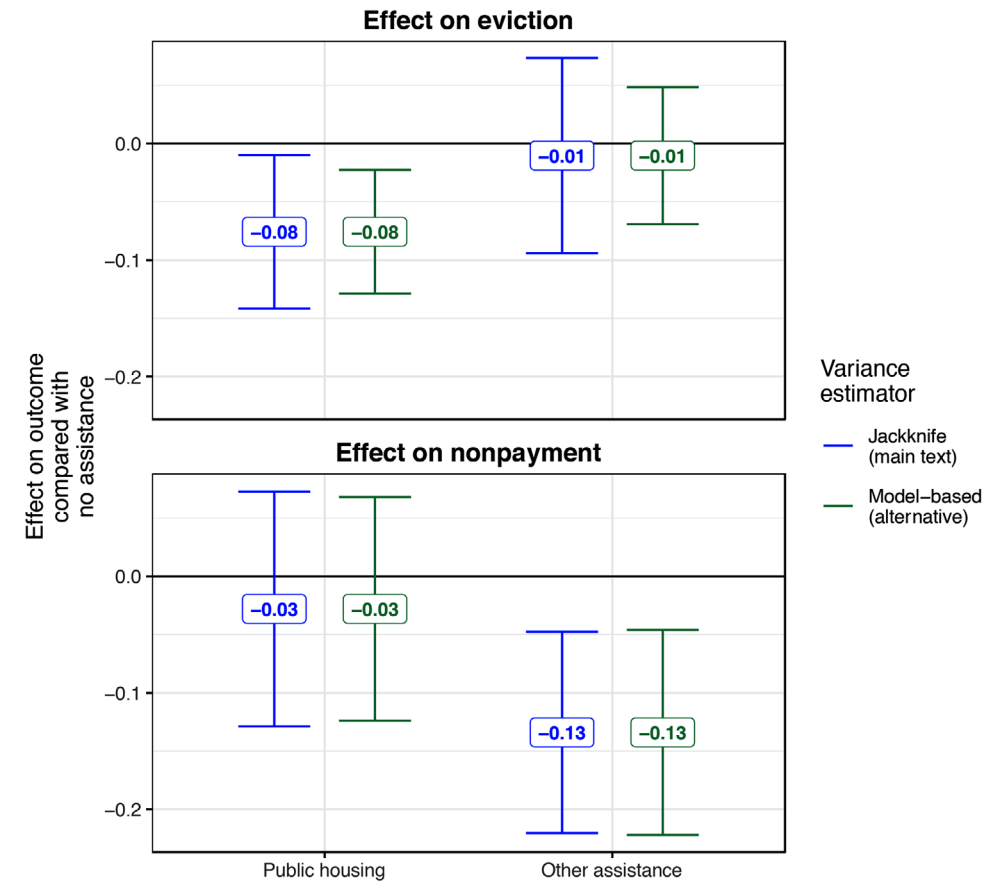 Effect on eviction
0.0
−0.1
−0.2
−0.08
−0.08
−0.01
−0.01
Effect on outcome
compared with
no assistance
Effect on nonpayment
0.0
−0.1
−0.2
−0.03
−0.03
−0.13
−0.13
Public housing
Other assistance
Variance
estimator
Jackknife
(main text)
Model−based
(alternative)